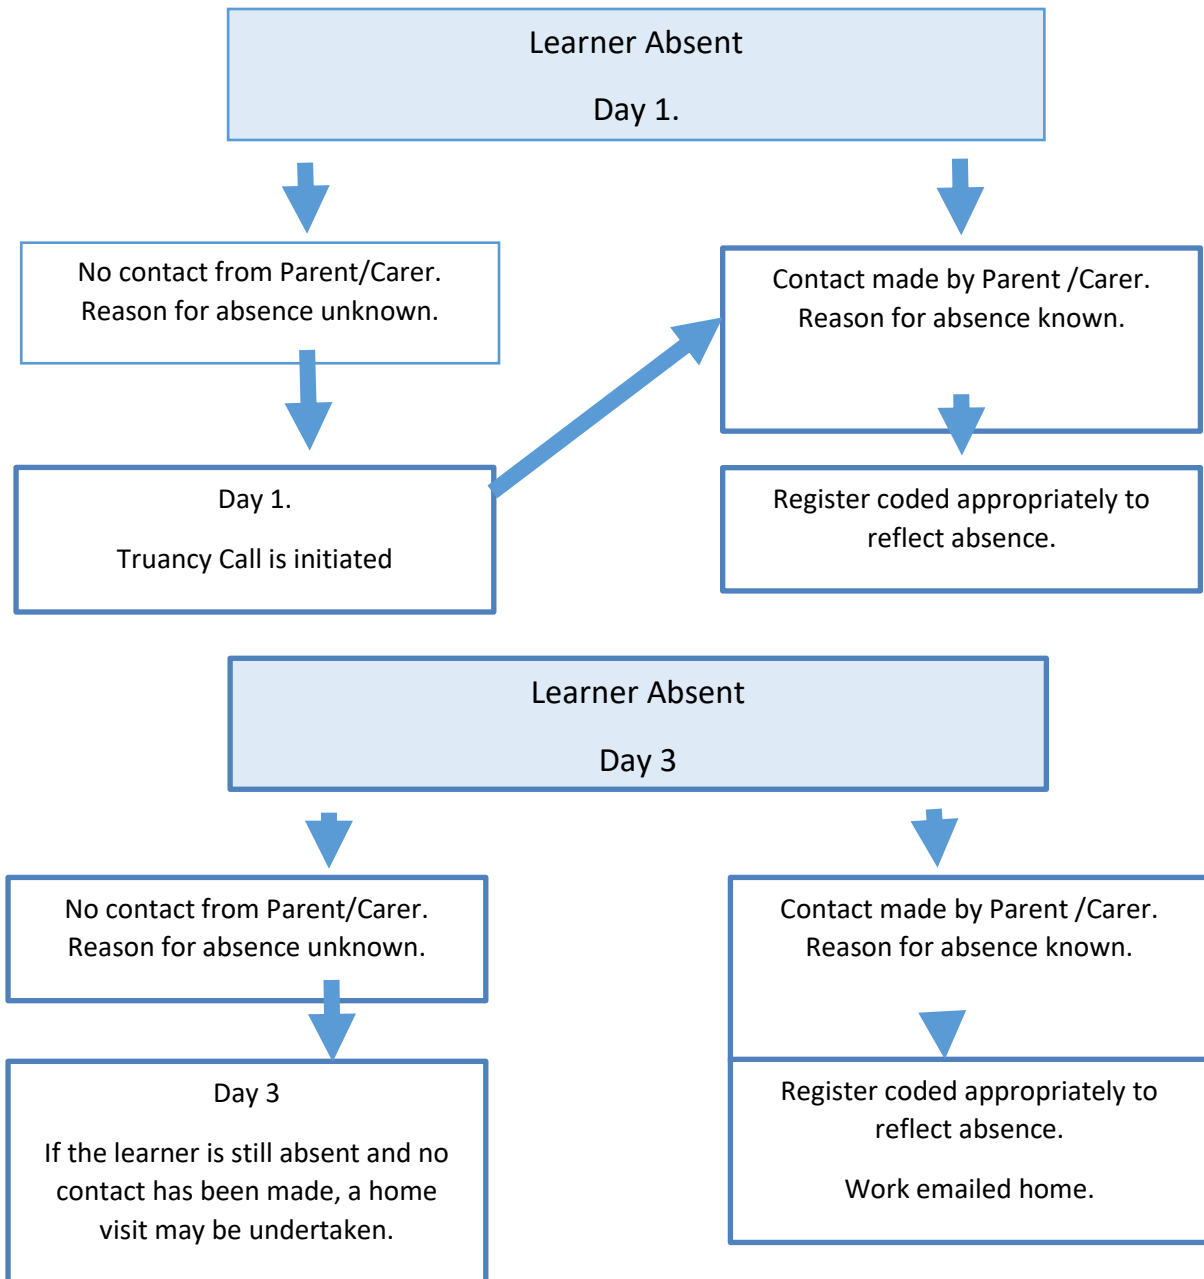 Learner Absent
Day 1.
No contact from Parent/Carer.
Reason for absence unknown.
Contact made by Parent /Carer.
Reason for absence known.
Day 1.
Truancy Call is initiated
Register coded appropriately to
reflect absence.
Learner Absent
Day 3
No contact from Parent/Carer.
Reason for absence unknown.
Contact made by Parent /Carer.
Reason for absence known.
Day 3
If the learner is still absent and no
contact has been made, a home
visit may be undertaken.
Register coded appropriately to
reflect absence.
Work emailed home.